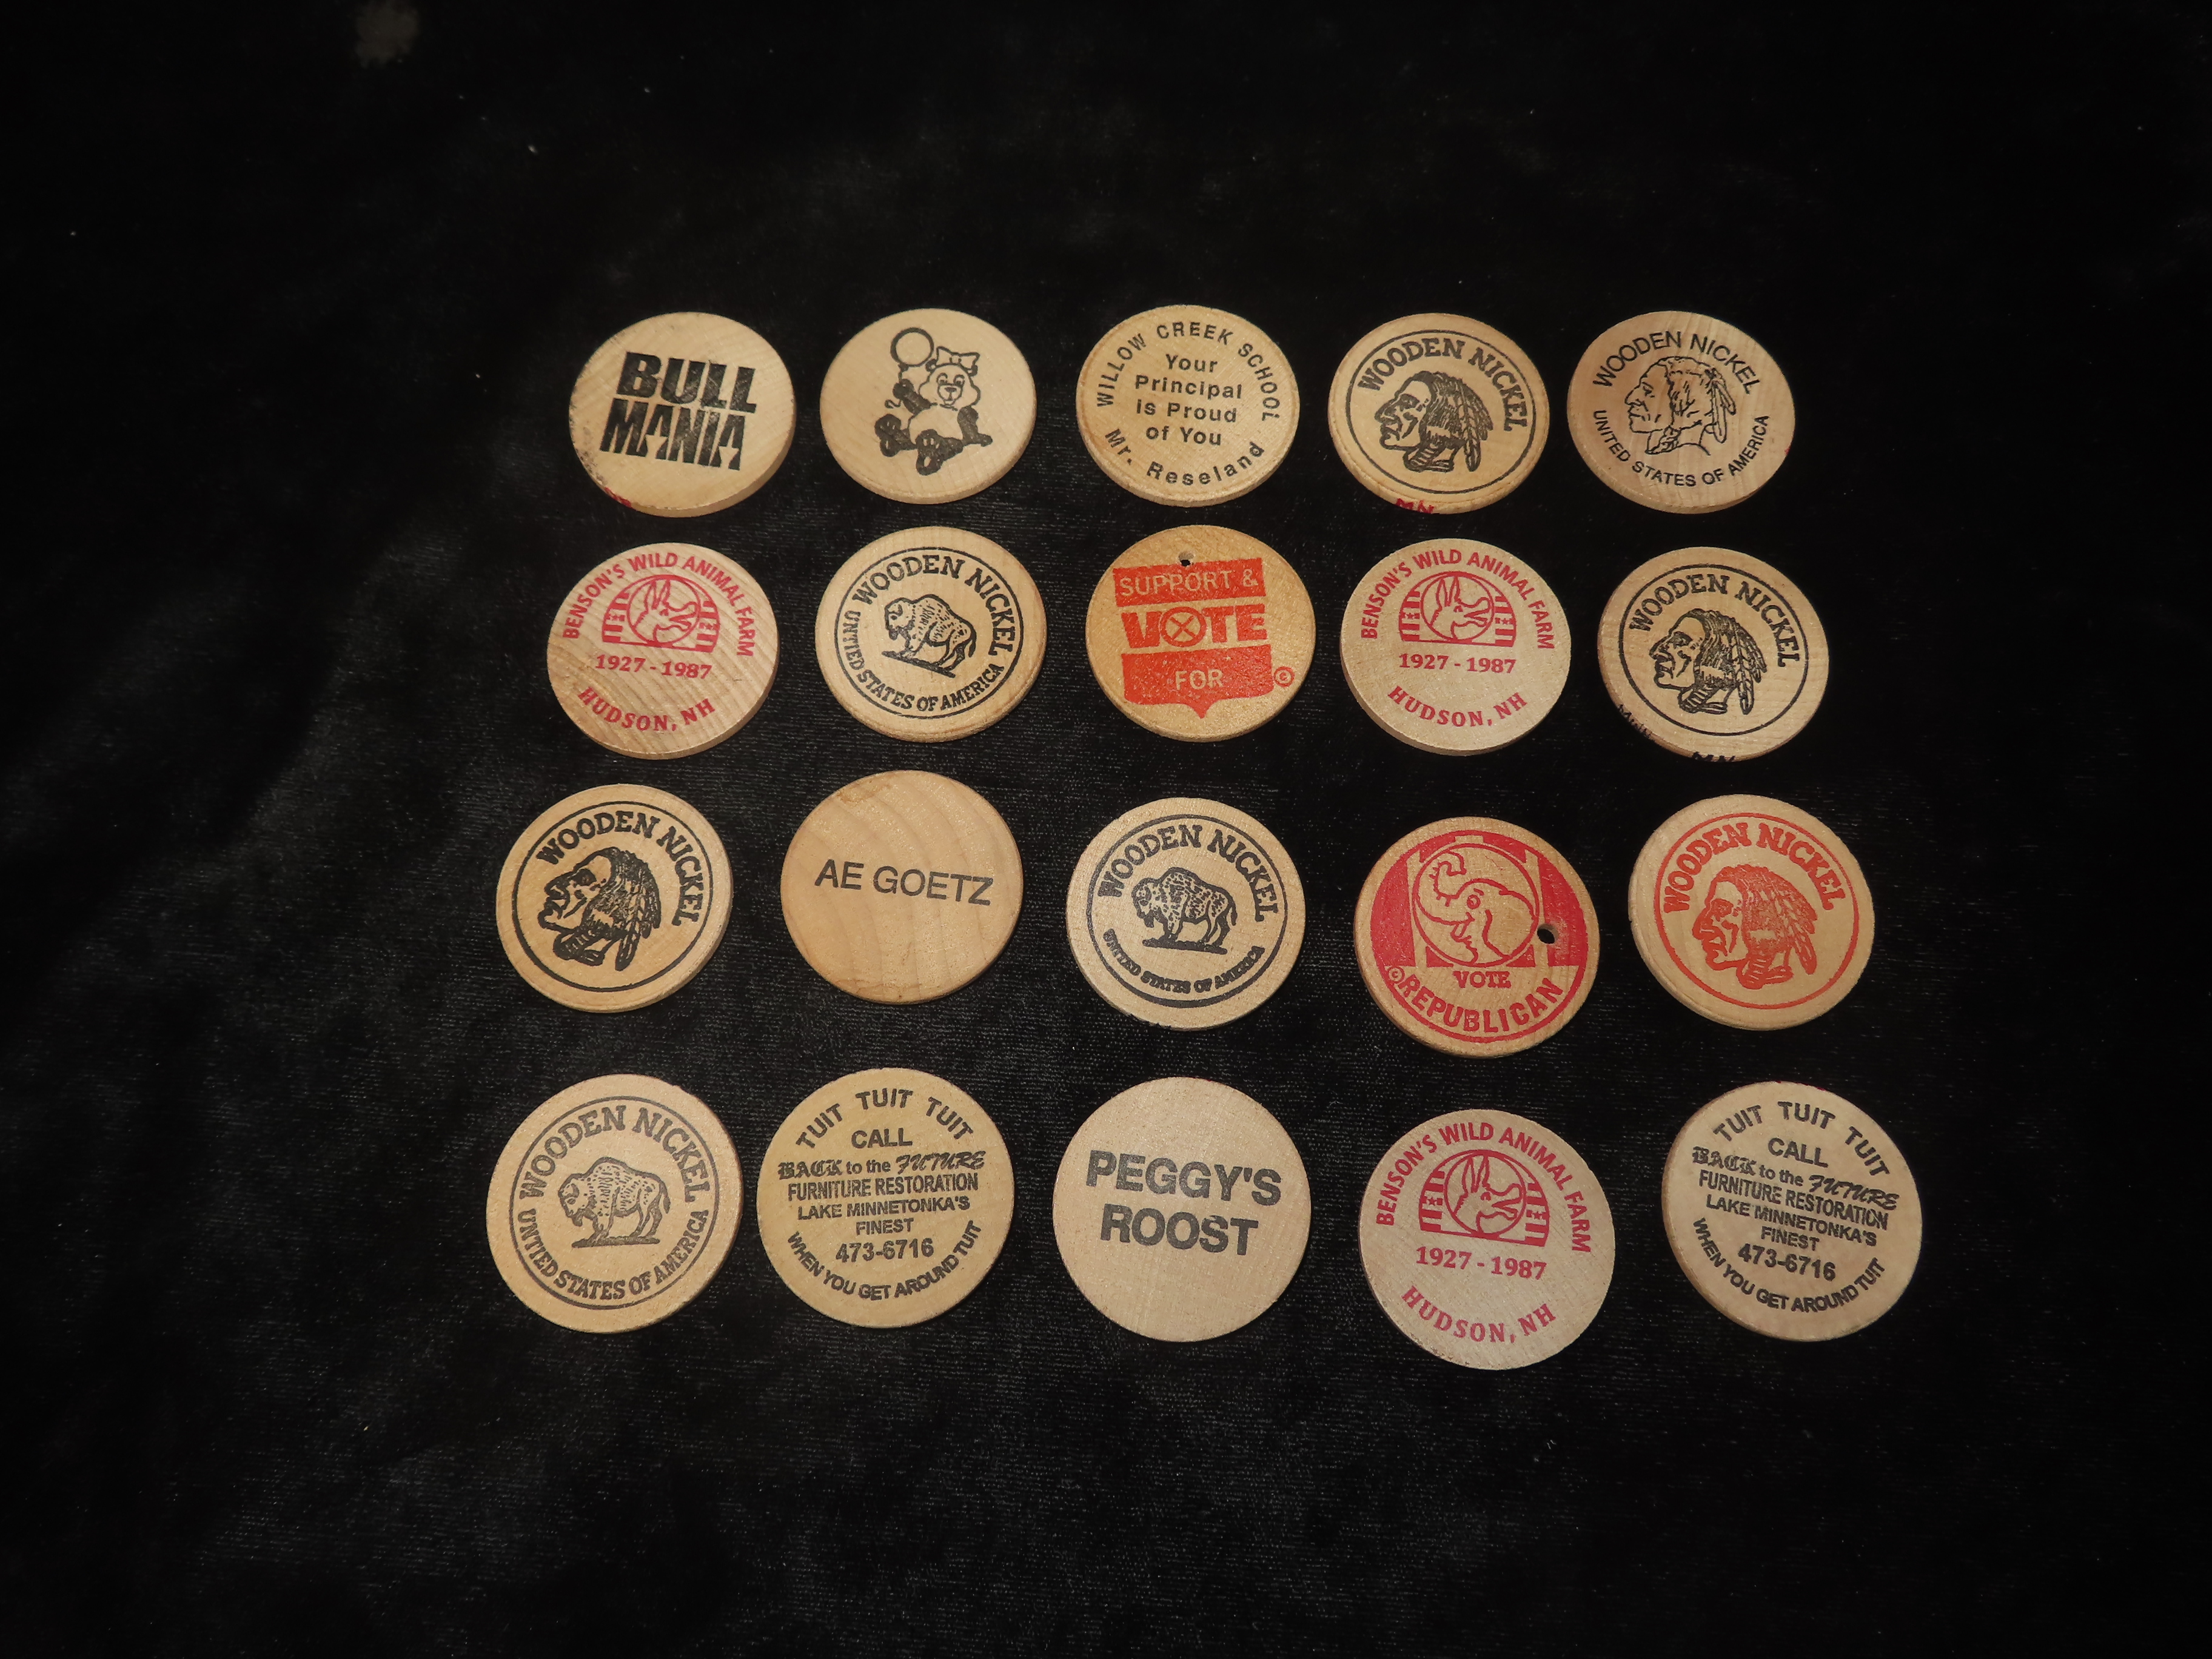 BULL
MANIA
WILLOW CREEK SCHOOL
Your
Principal
is Proud
of You
Mr. Reseland
WOODEN NICKEL
MN
WOODEN NICKEL
UNITED STATES OF AMERICA
BENSON'S WILD ANIMAL FARM
1927 - 1987
HUDSON, NH
WOODEN NICKEL
UNTIED STATES OF AMERICA
SUPPORT &
VOTE
FOR
©
BENSON'S WILD ANIMAL FARM
1927 - 1987
HUDSON, NH
WOODEN NICKEL
MN
WOODEN NICKEL
AE GOETZ
WOODEN NICKEL
UNITED STATES OF AMERICA
VOTE
©REPUBLICAN
WOODEN NICKEL
WOODEN NICKEL
UNTIED STATES OF AMERICA
TUIT TUIT TUIT
CALL
BACK to the FUTURE
FURNITURE RESTORATION
LAKE MINNETONKA'S
FINEST
473-6716
WHEN YOU GET AROUND TUIT
PEGGY'S
ROOST
BENSON'S WILD ANIMAL FARM
1927 - 1987
HUDSON, NH
TUIT TUIT TUIT
CALL
BACK to the FUTURE
FURNITURE RESTORATION
LAKE MINNETONKA'S
FINEST
473-6716
WHEN YOU GET AROUND TUIT